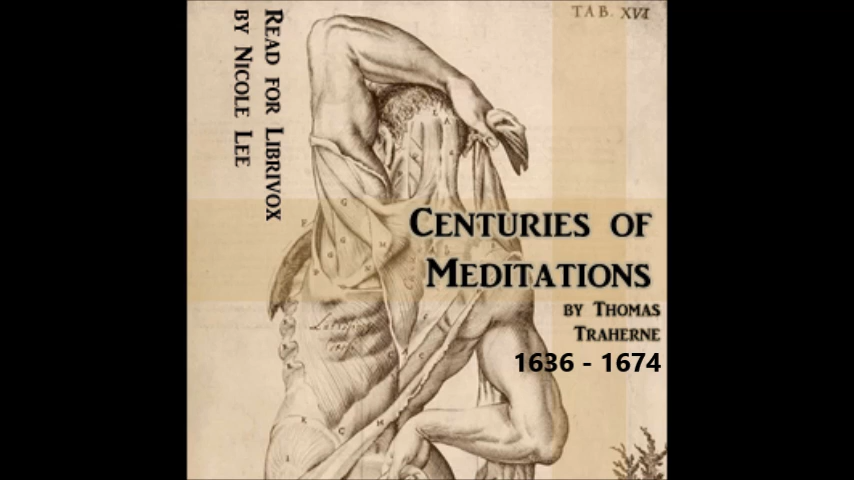 TAB. XVI
Read for Librivox
by Nicole Lee
Centuries of
Meditations
by Thomas
Traherne
1636 - 1674